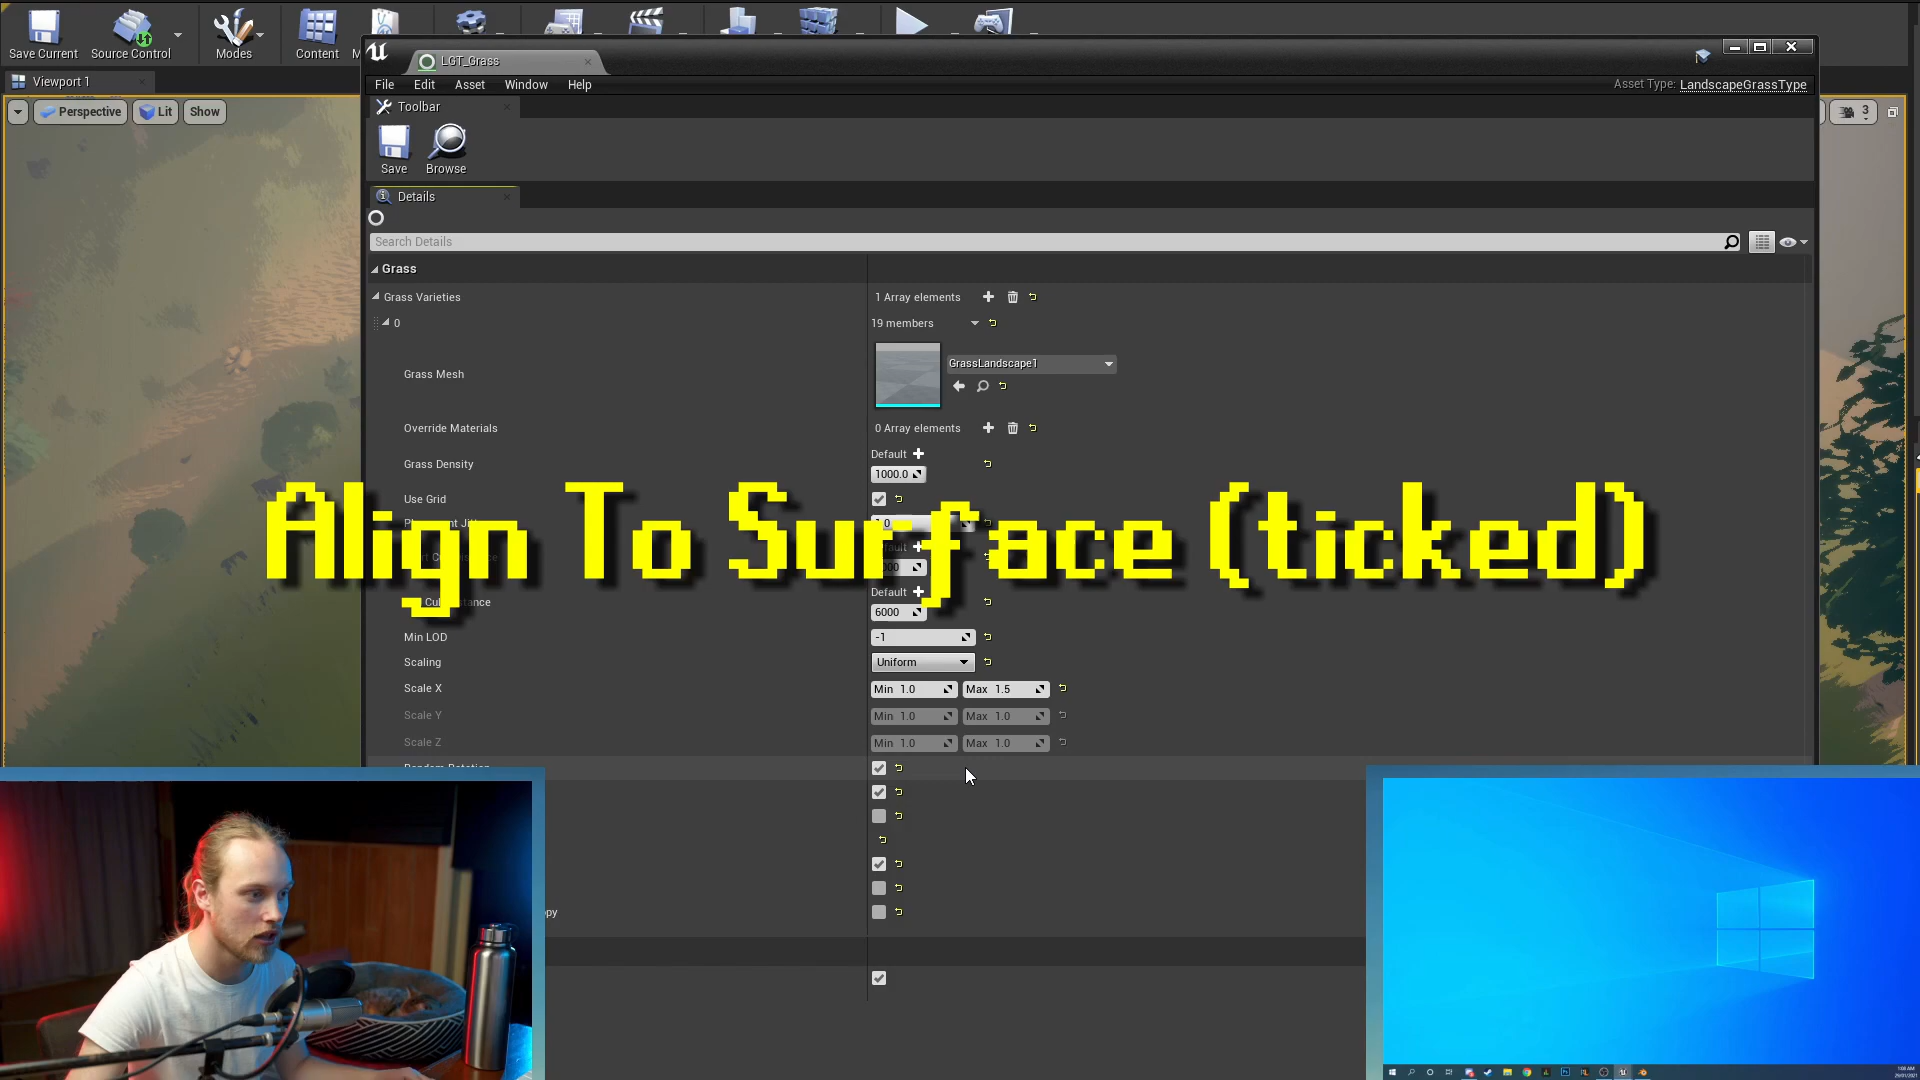 Save Current
Source Control
Modes
Content
LGT_Grass
Viewport 1
File Edit Asset Window Help
Asset Type: LandscapeGrassType
Perspective
Lit
Show
3
Toolbar
Save
Browse
Details
Search Details
Grass
Grass Varieties
1 Array elements
0
19 members
Grass Mesh
GrassLandscape1
Override Materials
0 Array elements
Grass Density
Default
1000.0
Use Grid
Align To Surface (ticked)
Default
6000
Min LOD
-1
Scaling
Uniform
Scale X
Min 1.0
Max 1.5
Scale Y
Min 1.0
Max 1.0
Scale Z
Min 1.0
Max 1.0